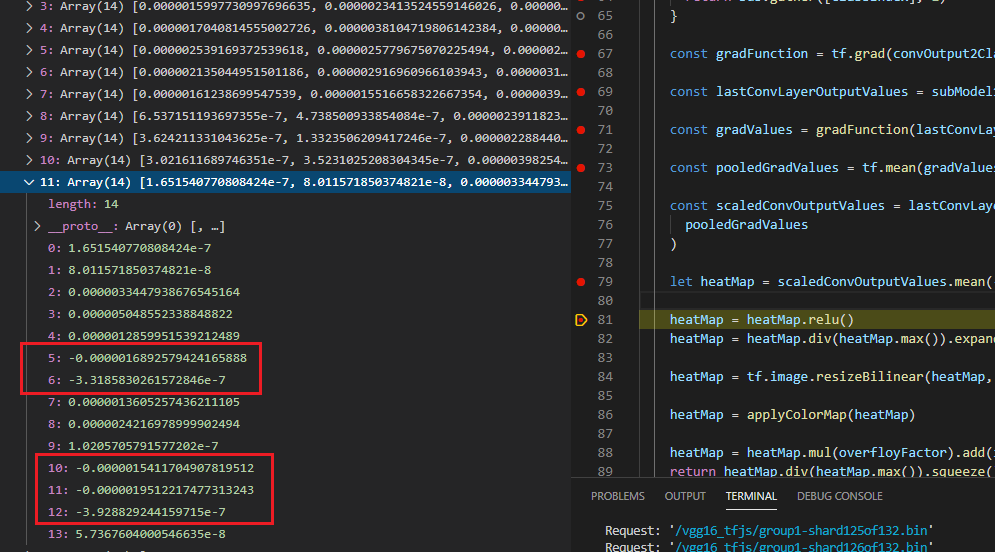 3: Array(14) [0.0000015997730997696635, 0.0000023413524559146026, 0.00…
4: Array(14) [0.0000017040814555002726, 0.0000038104719806142384, 0.00…
5: Array(14) [0.000002539169372539618, 0.0000025779675070225494, 0.000…
6: Array(14) [0.000002135044951501186, 0.000002916960966103943, 0.0000…
7: Array(14) [0.00000161238699547539, 0.0000015516658322667354, 0.0000…
8: Array(14) [6.537151193697355e-7, 4.738500933854084e-7, 0.0000023911823…
9: Array(14) [3.624211331043625e-7, 1.3323506209417246e-7, 0.000002288440…
10: Array(14) [3.021611689746351e-7, 3.5231025208304345e-7, 0.00000398254…
11: Array(14) [1.651540770808424e-7, 8.011571850374821e-8, 0.000003344793…
length: 14
__proto__: Array(0) [, …]
0: 1.651540770808424e-7
1: 8.011571850374821e-8
2: 0.0000033447938676545164
3: 0.000005048552338848822
4: 0.0000012859951539212489
5: -0.0000016892579424165888
6: -3.3185830261572846e-7
7: 0.0000013605257436211105
8: 0.0000024216978999902494
9: 1.0205705791577202e-7
10: -0.0000015411704907819512
11: -0.0000019512217477313243
12: -3.928829244159715e-7
13: 5.7367604000546635e-8
65 }
66
67 const gradFunction = tf.grad(convOutput2Cla
68
69 const lastConvLayerOutputValues = subModel1
70
71 const gradValues = gradFunction(lastConvLay
72
73 const pooledGradValues = tf.mean(gradValues
74
75 const scaledConvOutputValues = lastConvLaye
76 pooledGradValues
77 )
78
79 let heatMap = scaledConvOutputValues.mean(
80
81 heatMap = heatMap.relu()
82 heatMap = heatMap.div(heatMap.max()).expan
83
84 heatMap = tf.image.resizeBilinear(heatMap,
85
86 heatMap = applyColorMap(heatMap)
87
88 heatMap = heatMap.mul(overfloyFactor).add(
89 return heatMap.div(heatMap.max()).squeeze(
PROBLEMS OUTPUT TERMINAL DEBUG CONSOLE
Request: '/vgg16_tfjs/group1-shard125of132.bin'
Request: '/vgg16_tfjs/group1-shard126of132.bin'